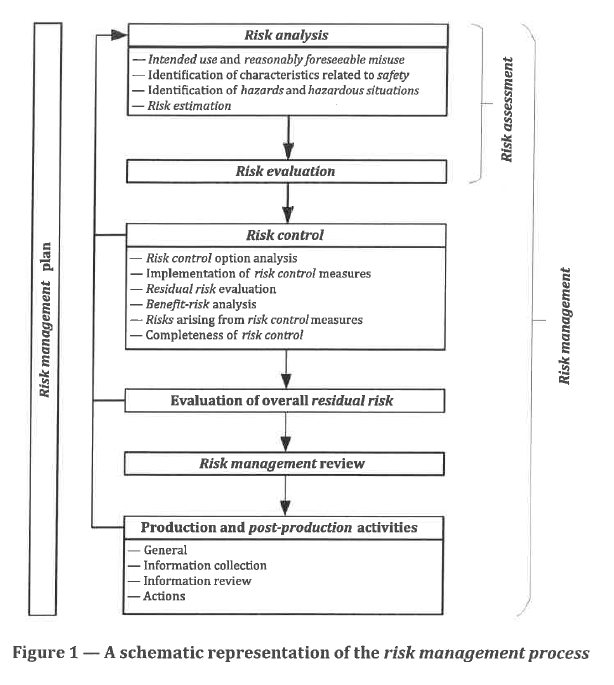 Risk analysis
— Intended use and reasonably foreseeable misuse
— Identification of characteristics related to safety
— Identification of hazards and hazardous situations
— Risk estimation
Risk evaluation
Risk control
— Risk control option analysis
— Implementation of risk control measures
— Residual risk evaluation
— Benefit-risk analysis
— Risks arising from risk control measures
— Completeness of risk control
Evaluation of overall residual risk
Risk management review
Production and post-production activities
— General
— Information collection
— Information review
— Actions
Risk management plan
Risk assessment
Risk management
Figure 1 — A schematic representation of the risk management process